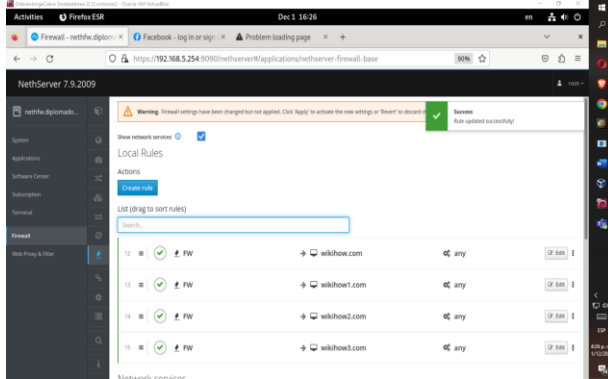 Activities Firefox ESR Dec 1 16:26 en
Firewall - nethfw.diplom × Facebook - log in or sign × Problem loading page × +
https://192.168.5.254:9090/nethserver#/applications/nethserver-firewall-base 90%
NethServer 7.9.2009 root
nethfw.diplomado...
Warning. Firewall settings have been changed but not applied. Click 'Apply' to activate the new settings or 'Revert' to discard
Success
Rule updated successfully!
Show network services
Local Rules
System
Applications
Software Center
Subscription
Terminal
Firewall
Web Proxy & Filter
Actions
Create rule
List (drag to sort rules)
Search...
12 FW wikihow.com any Edit
13 FW wikihow1.com any Edit
14 FW wikihow2.com any Edit
15 FW wikihow3.com any Edit
Network services
ESP